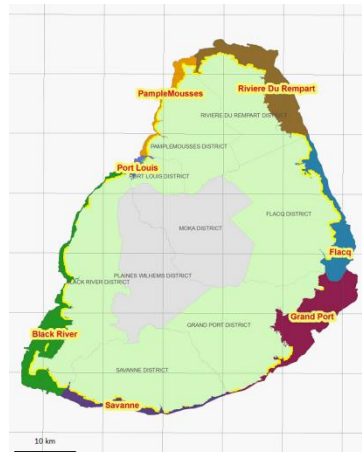 PampleMousses
Riviere Du Rempart
RIVIERE DU REMPART DISTRICT
PAMPLEMOUSSES DISTRICT
Port Louis
PORT LOUIS DISTRICT
FLACQ DISTRICT
MOKA DISTRICT
Flacq
PLAINES WILHEMS DISTRICT
BLACK RIVER DISTRICT
Grand Port
GRAND PORT DISTRICT
Black River
SAVANNE DISTRICT
Savanne
10 km